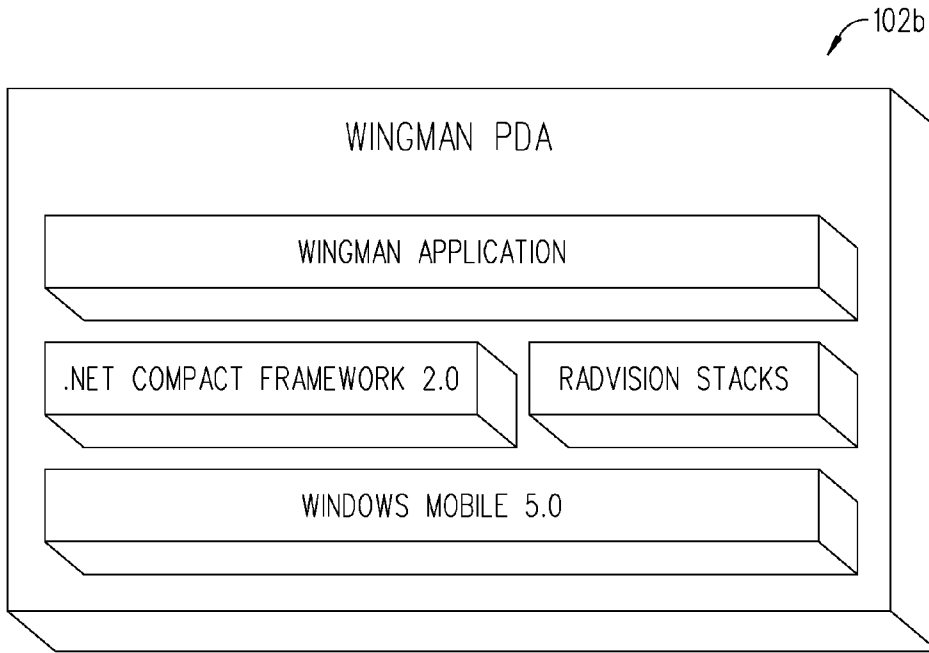 102b
WINGMAN PDA
WINGMAN APPLICATION
.NET COMPACT FRAMEWORK 2.0
RADVISION STACKS
WINDOWS MOBILE 5.0